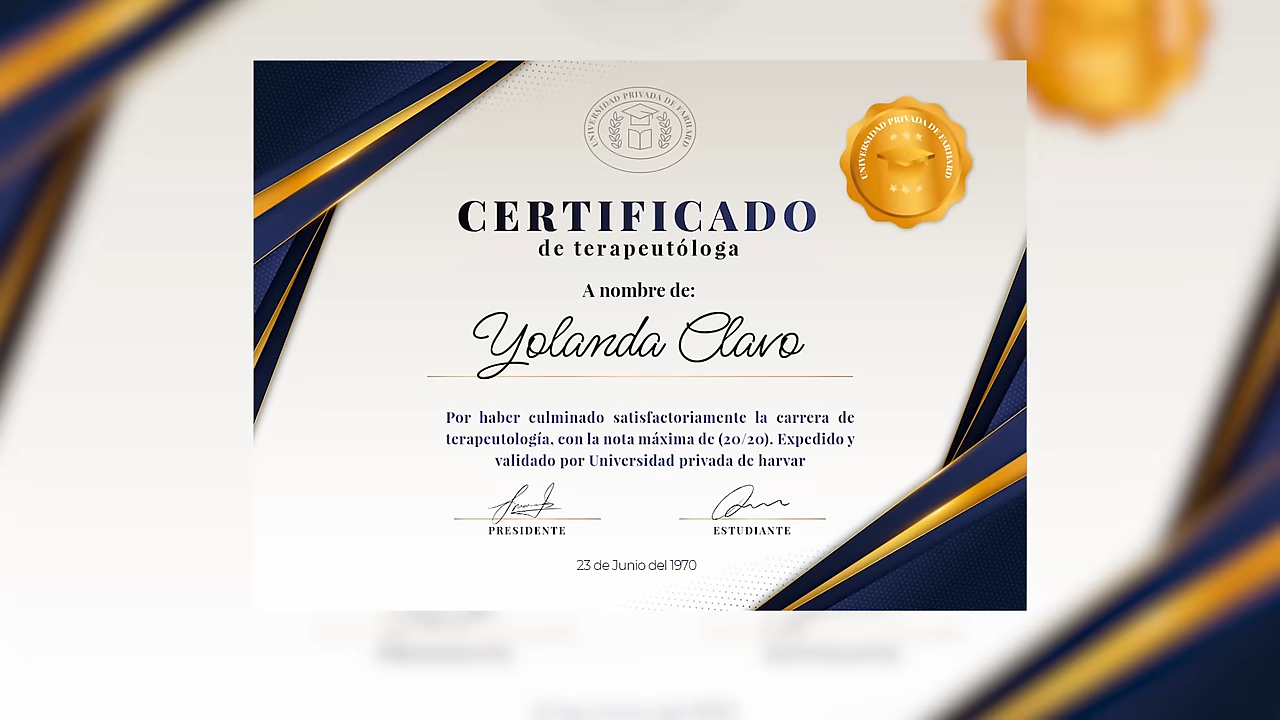 UNIVERSIDAD PRIVADA DE FARHARD
UNIVERSIDAD PRIVADA DE FARHARD
CERTIFICADO
de terapeutóloga
A nombre de:
Yolanda Clavo
Por haber culminado satisfactoriamente la carrera de
terapeutología, con la nota máxima de (20/20). Expedido y
validado por Universidad privada de harvar
PRESIDENTE
ESTUDIANTE
23 de Junio del 1970